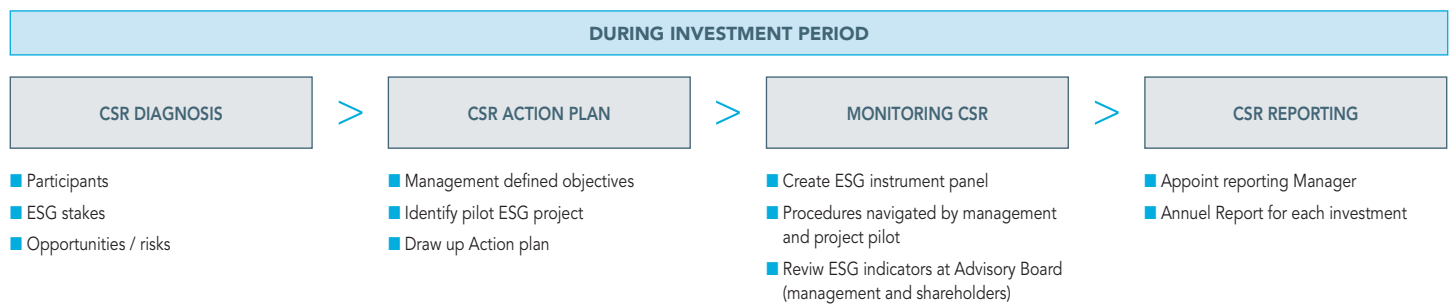 DURING INVESTMENT PERIOD
CSR DIAGNOSIS
>
CSR ACTION PLAN
>
MONITORING CSR
>
CSR REPORTING
Participants
ESG stakes
Opportunities / risks
Management defined objectives
Identify pilot ESG project
Draw up Action plan
Create ESG instrument panel
Procedures navigated by management
and project pilot
Reviw ESG indicators at Advisory Board
(management and shareholders)
Appoint reporting Manager
Annuel Report for each investment